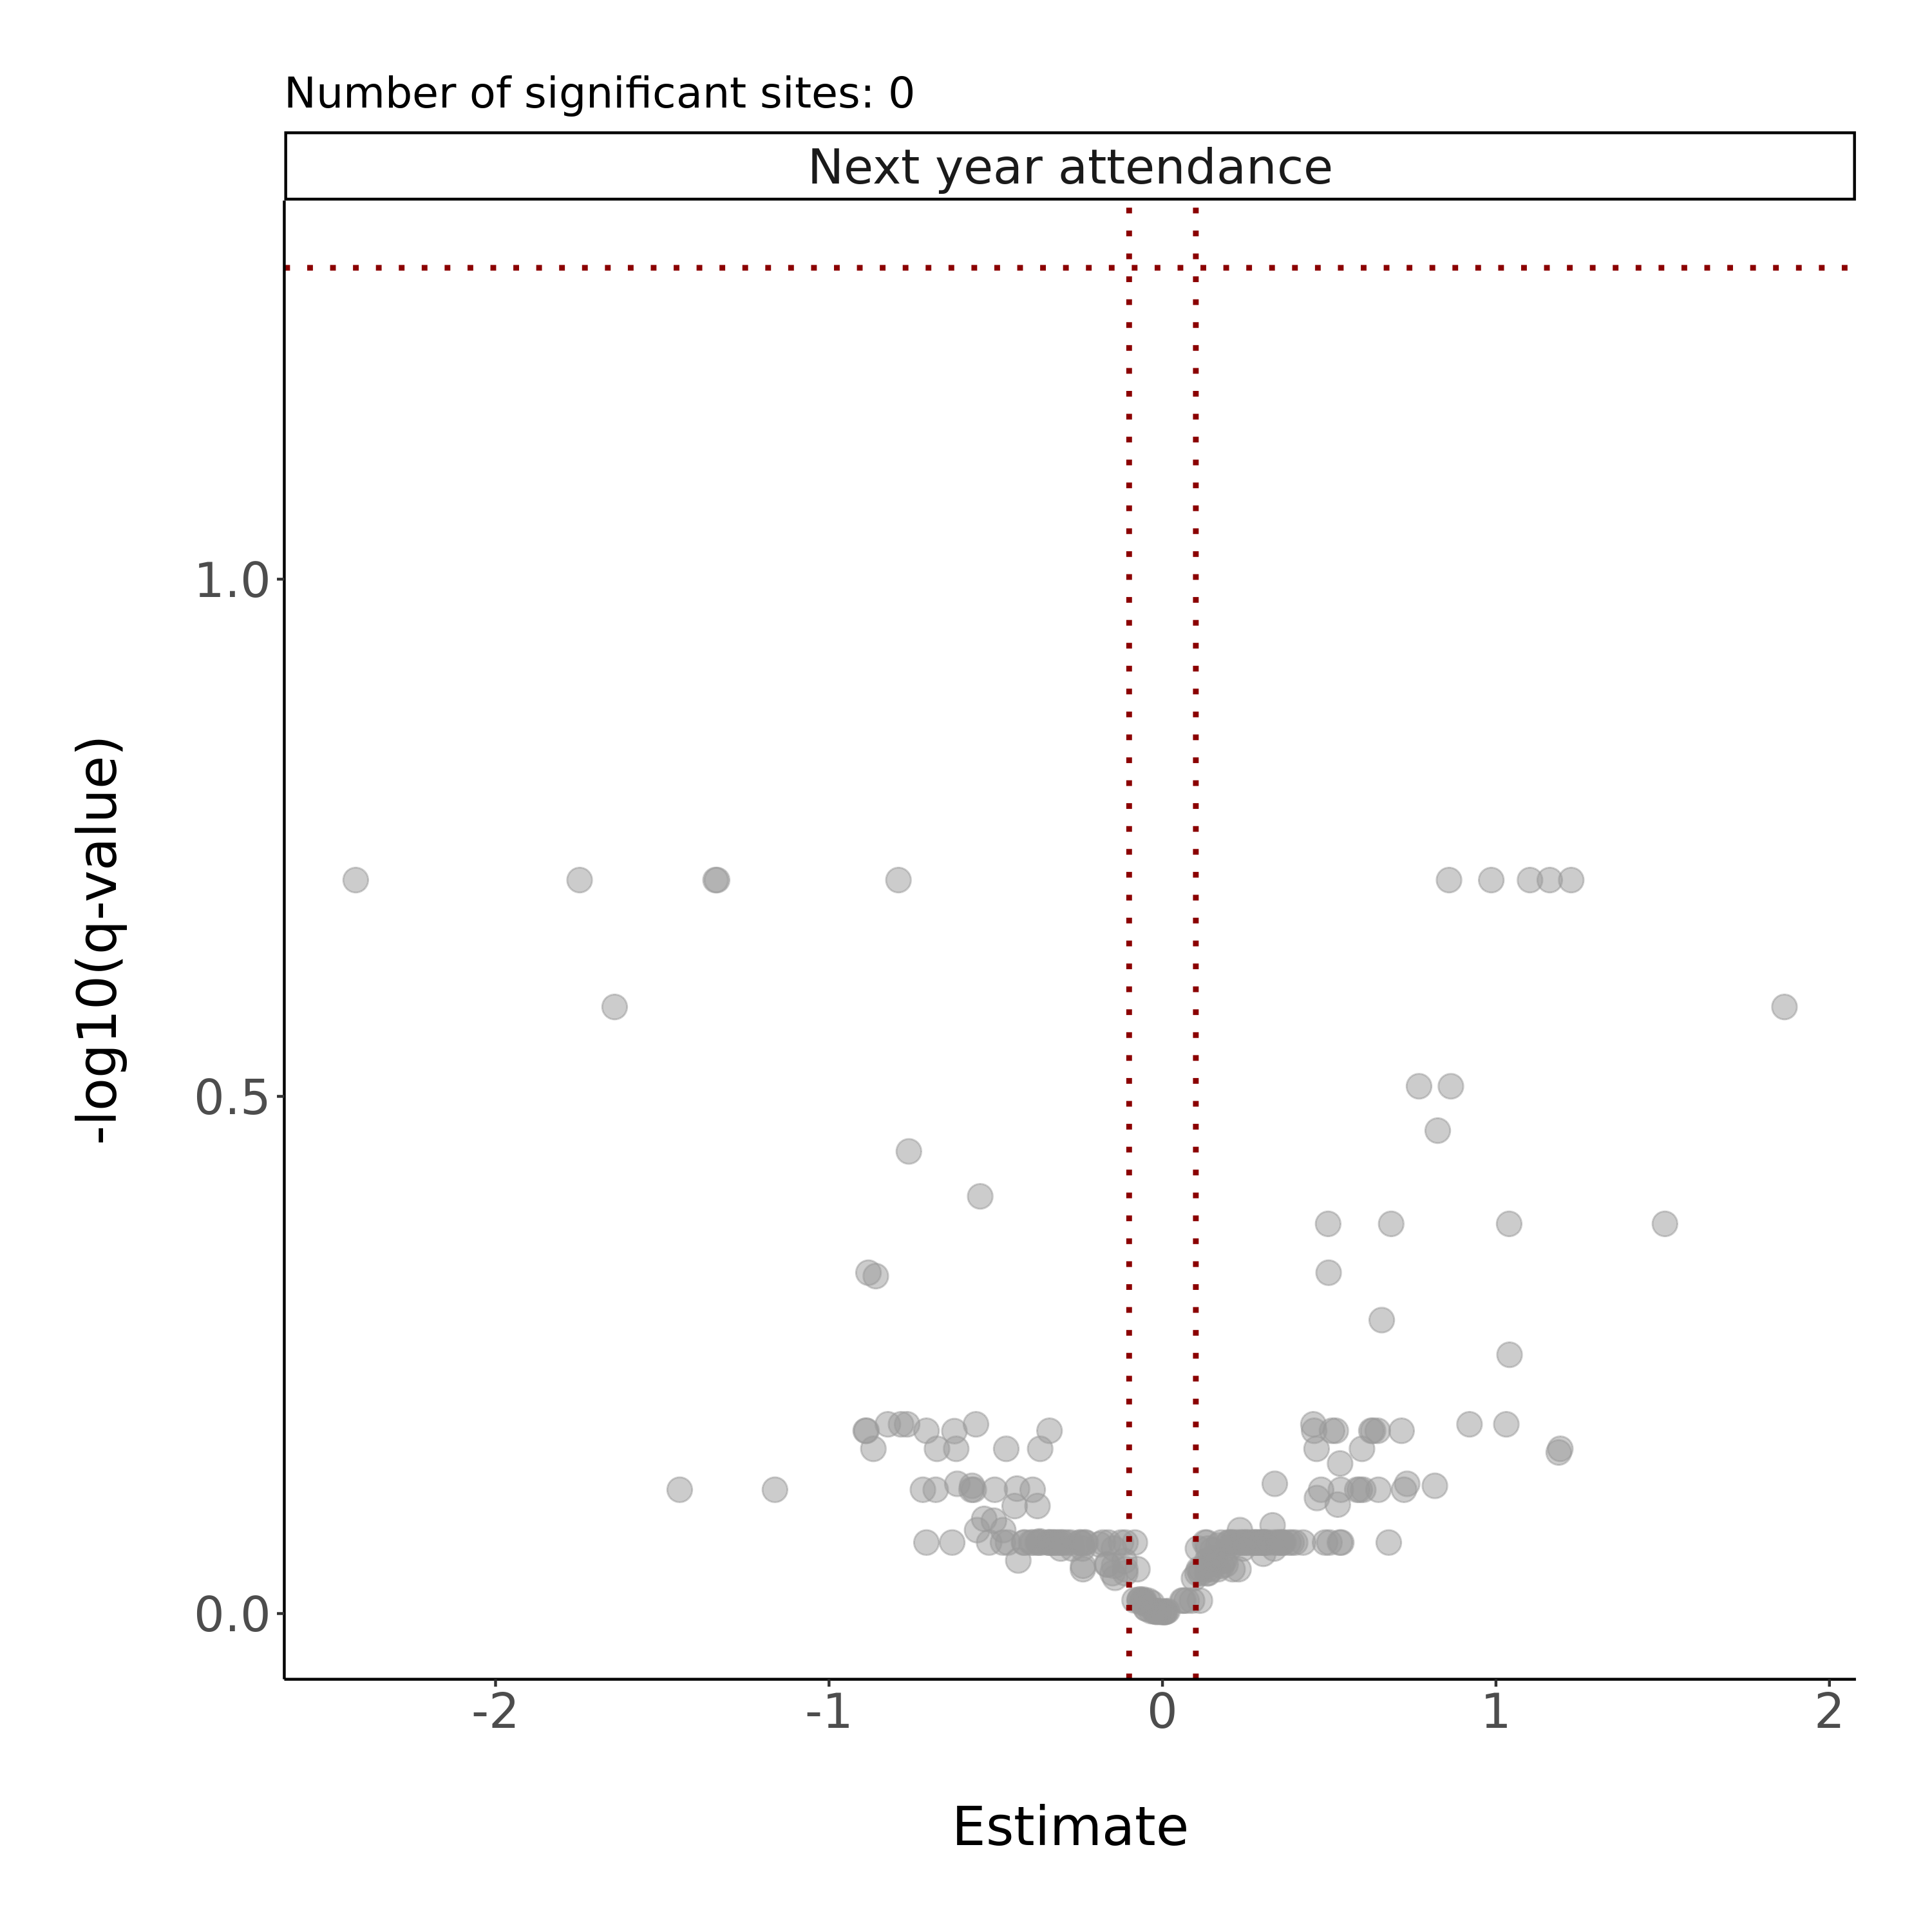 Number of significant sites: 0
Next year attendance
1.0
0.5
0.0
-log10(q-value)
-2
-1
0
1
2
Estimate